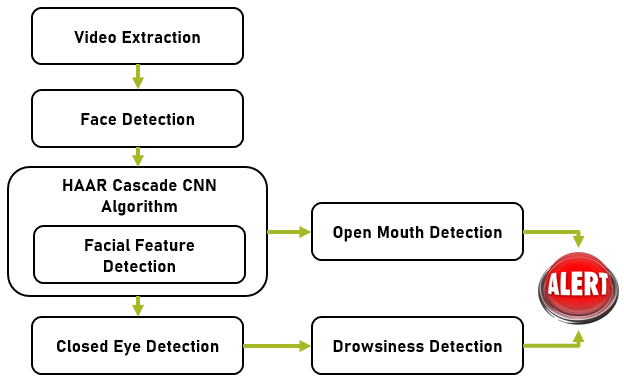 Video Extraction
Face Detection
HAAR Cascade CNN
Algorithm
Facial Feature
Detection
Open Mouth Detection
ALERT
Closed Eye Detection
Drowsiness Detection